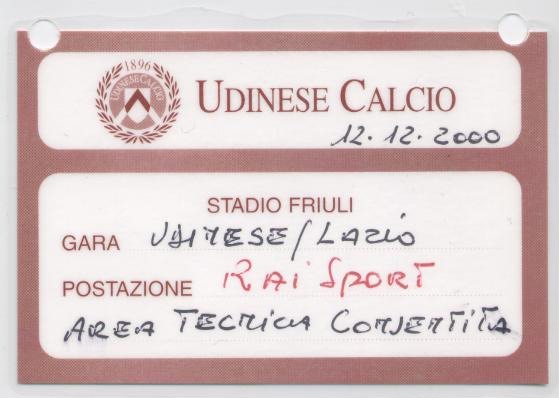 1896
UDINESE CALCIO
UDINESE CALCIO
12.12.2000
STADIO FRIULI
GARA UDINESE/LAZIO
POSTAZIONE RAI SPORT
AREA TECNICA CONSENTITA